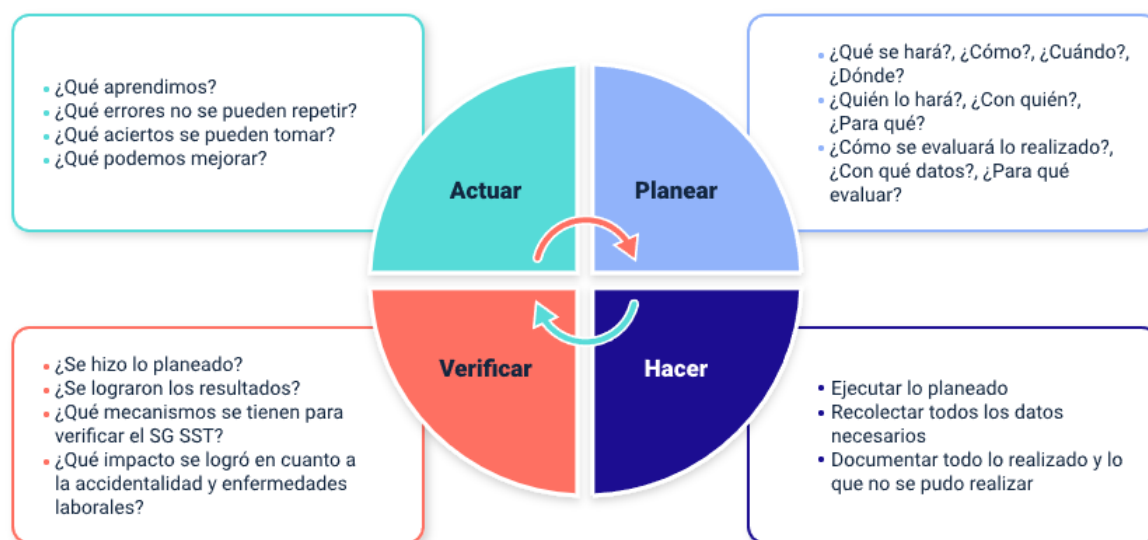 • ¿Qué aprendimos?
• ¿Qué errores no se pueden repetir?
• ¿Qué aciertos se pueden tomar?
• ¿Qué podemos mejorar?
Actuar
Planear
• ¿Qué se hará?, ¿Cómo?, ¿Cuándo?,
¿Dónde?
• ¿Quién lo hará?, ¿Con quién?,
¿Para qué?
• ¿Cómo se evaluará lo realizado?,
¿Con qué datos?, ¿Para qué
evaluar?
• ¿Se hizo lo planeado?
• ¿Se lograron los resultados?
• ¿Qué mecanismos se tienen para
verificar el SG SST?
• ¿Qué impacto se logró en cuanto a
la accidentalidad y enfermedades
laborales?
Verificar
Hacer
• Ejecutar lo planeado
• Recolectar todos los datos
necesarios
• Documentar todo lo realizado y lo
que no se pudo realizar